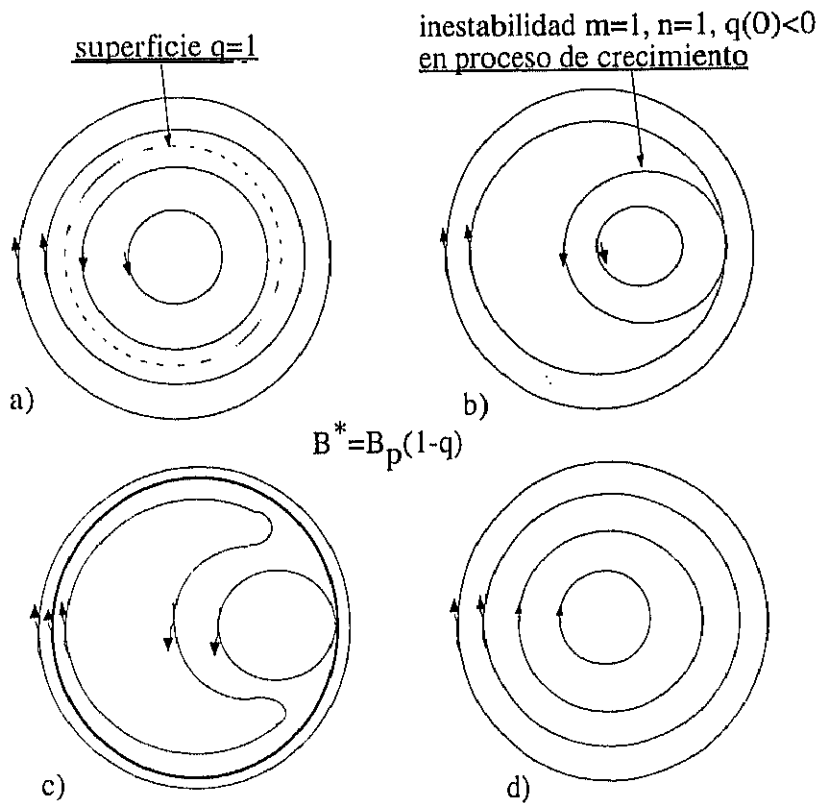 superficie q=1
inestabilidad m=1, n=1, q(0)<0
en proceso de crecimiento
a)
b)
B*=Bp(1-q)
c)
d)